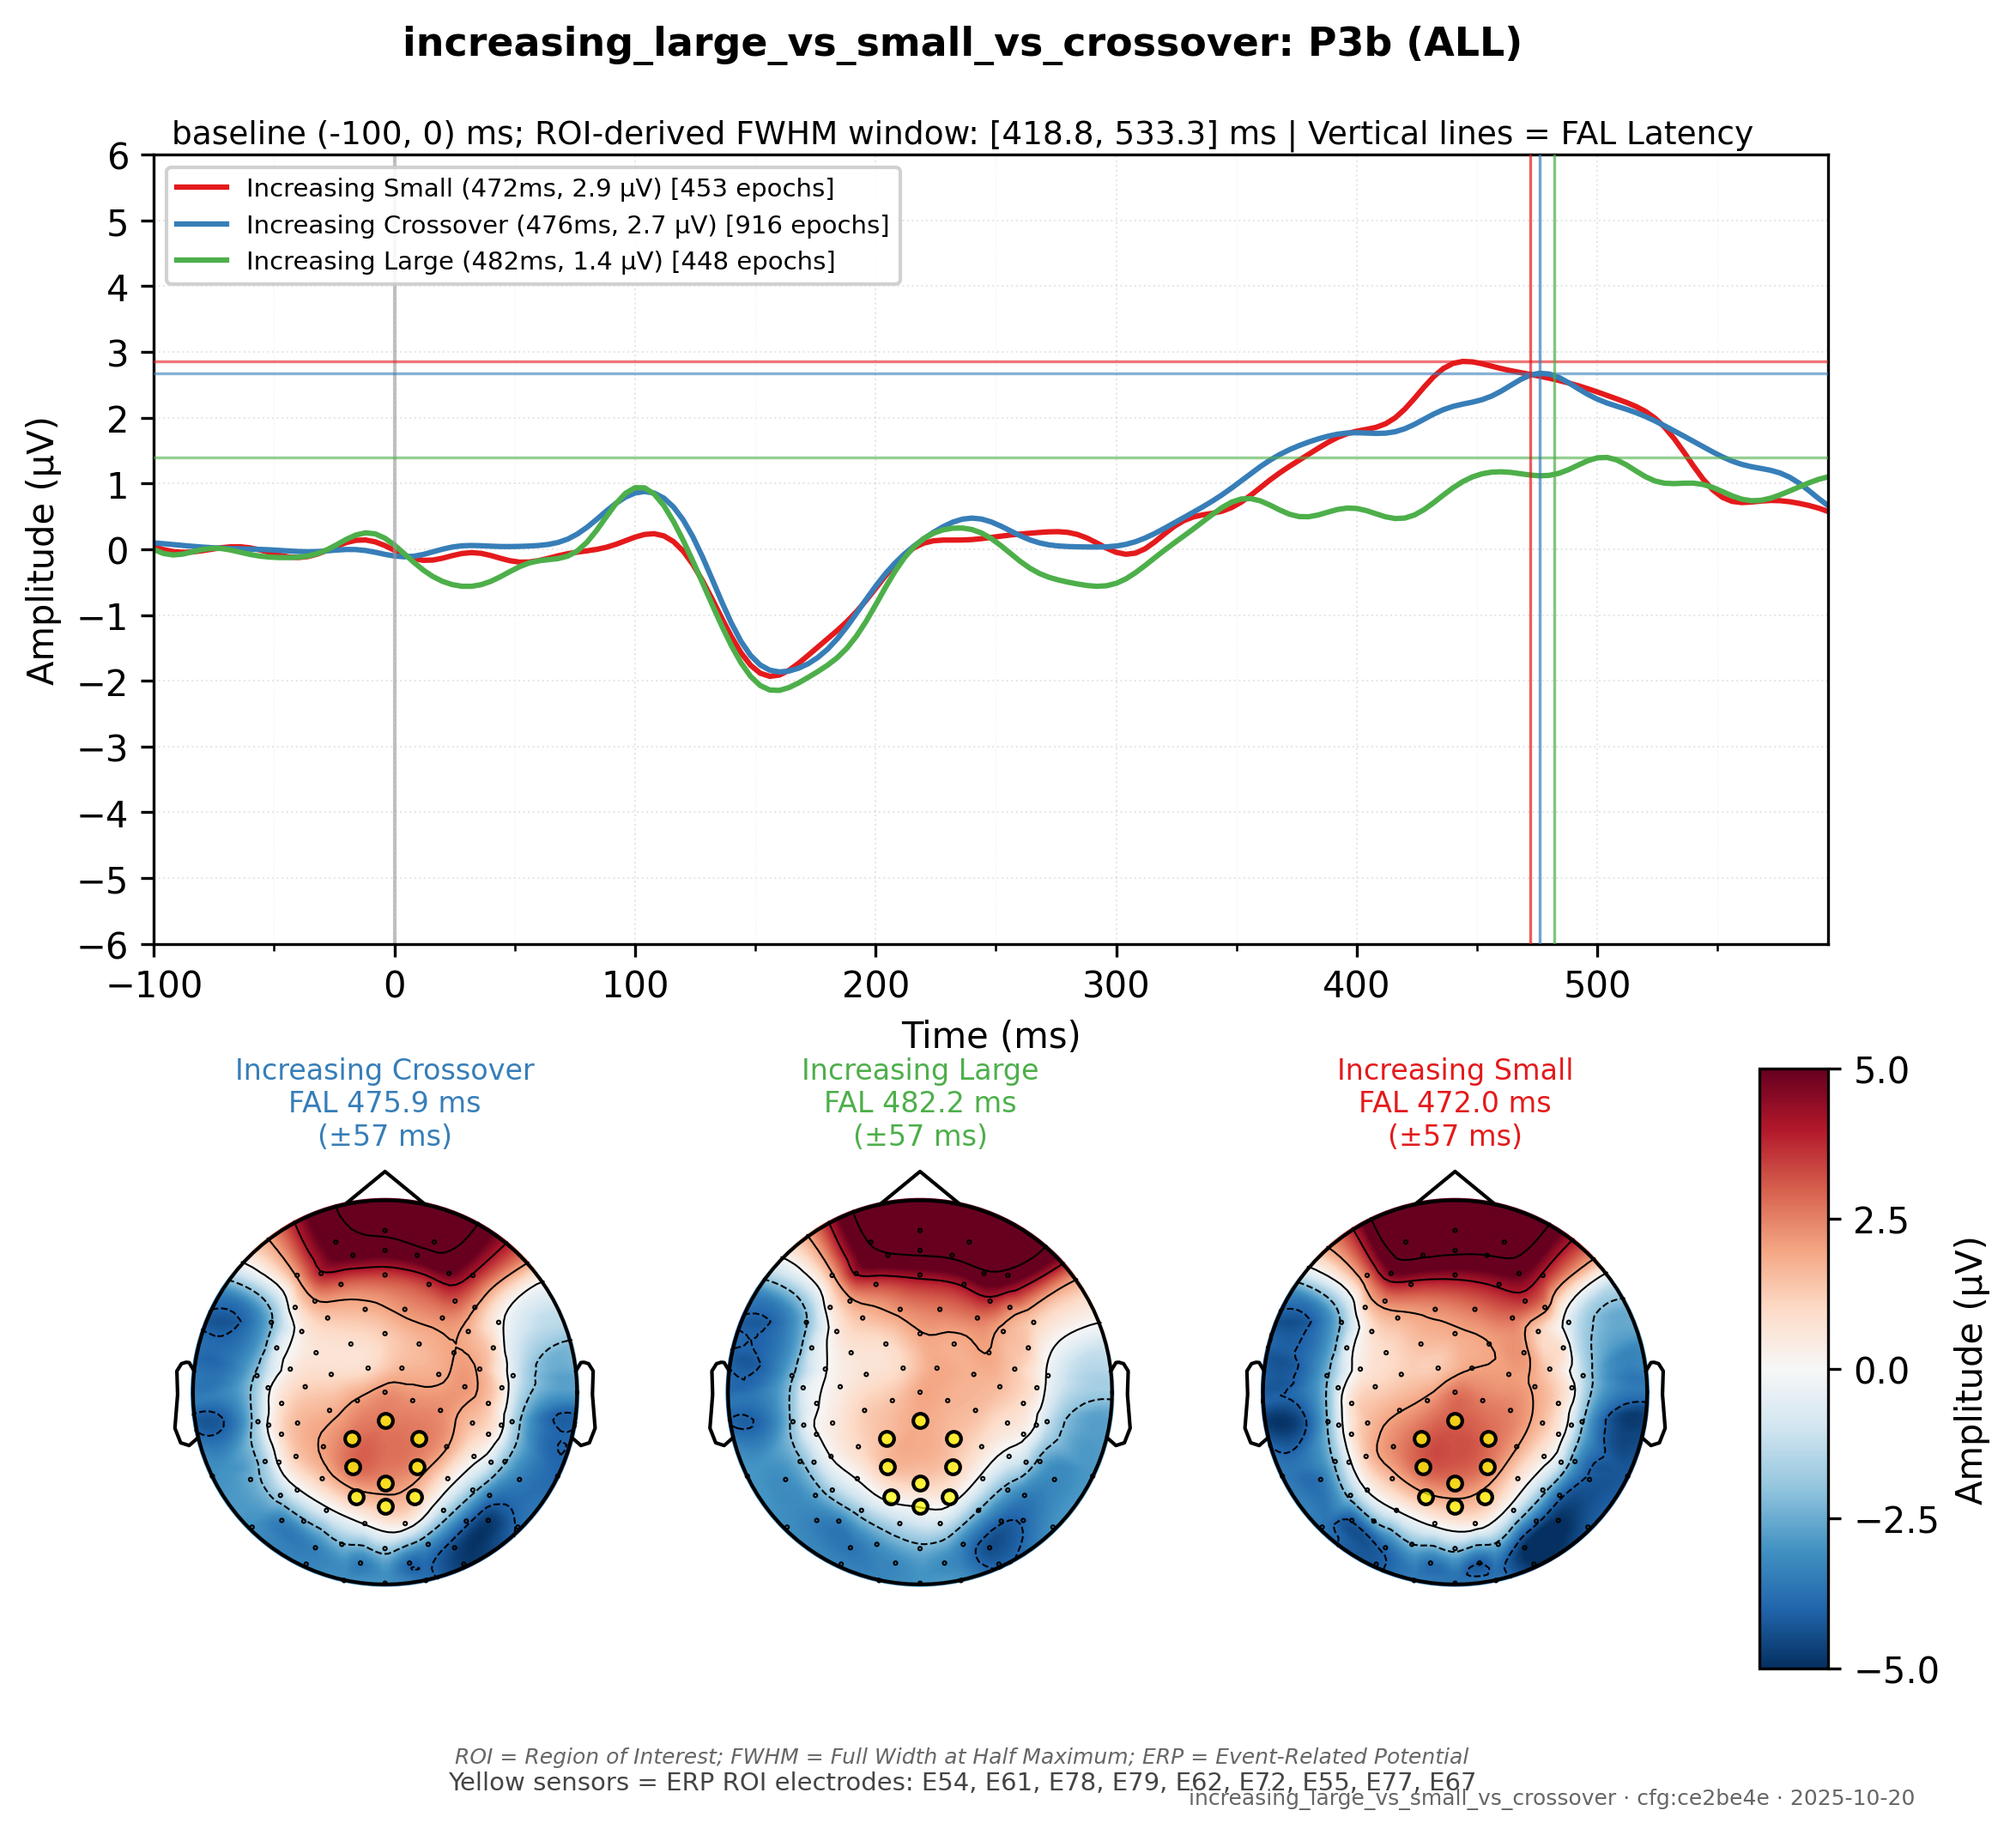 increasing_large_vs_small_vs_crossover: P3b (ALL)
baseline (-100, 0) ms; ROI-derived FWHM window: [418.8, 533.3] ms | Vertical lines = FAL Latency
Increasing Small (472ms, 2.9 µV) [453 epochs]
Increasing Crossover (476ms, 2.7 µV) [916 epochs]
Increasing Large (482ms, 1.4 µV) [448 epochs]
Amplitude (µV)
6
5
4
3
2
1
0
−1
−2
−3
−4
−5
−6
−100 0 100 200 300 400 500
Time (ms)
Increasing Crossover
FAL 475.9 ms
(±57 ms)
Increasing Large
FAL 482.2 ms
(±57 ms)
Increasing Small
FAL 472.0 ms
(±57 ms)
5.0
2.5
0.0
−2.5
−5.0
Amplitude (µV)
ROI = Region of Interest; FWHM = Full Width at Half Maximum; ERP = Event-Related Potential
Yellow sensors = ERP ROI electrodes: E54, E61, E78, E79, E62, E72, E55, E77, E67
increasing_large_vs_small_vs_crossover · cfg:ce2be4e · 2025-10-20